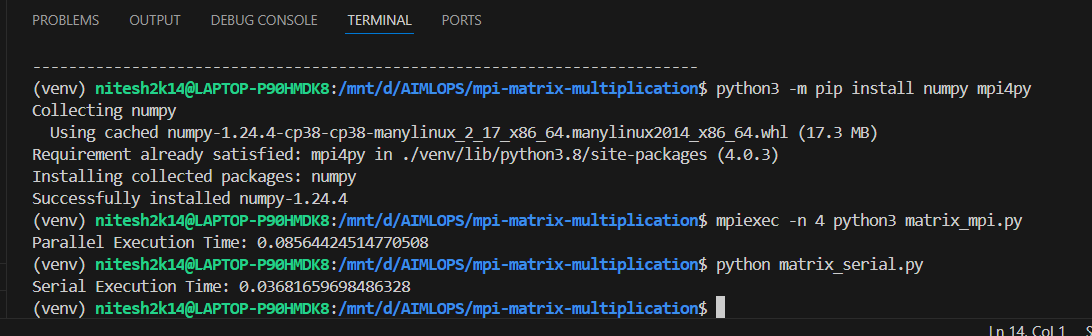 PROBLEMS OUTPUT DEBUG CONSOLE TERMINAL PORTS
--------------------------------------------------------------------------
(venv) nitesh2k14@LAPTOP-P90HMDK8:/mnt/d/AIMLOPS/mpi-matrix-multiplication$ python3 -m pip install numpy mpi4py
Collecting numpy
  Using cached numpy-1.24.4-cp38-cp38-manylinux_2_17_x86_64.manylinux2014_x86_64.whl (17.3 MB)
Requirement already satisfied: mpi4py in ./venv/lib/python3.8/site-packages (4.0.3)
Installing collected packages: numpy
Successfully installed numpy-1.24.4
(venv) nitesh2k14@LAPTOP-P90HMDK8:/mnt/d/AIMLOPS/mpi-matrix-multiplication$ mpiexec -n 4 python3 matrix_mpi.py
Parallel Execution Time: 0.08564424514770508
(venv) nitesh2k14@LAPTOP-P90HMDK8:/mnt/d/AIMLOPS/mpi-matrix-multiplication$ python matrix_serial.py
Serial Execution Time: 0.03681659698486328
(venv) nitesh2k14@LAPTOP-P90HMDK8:/mnt/d/AIMLOPS/mpi-matrix-multiplication$
Ln 14, Col 1